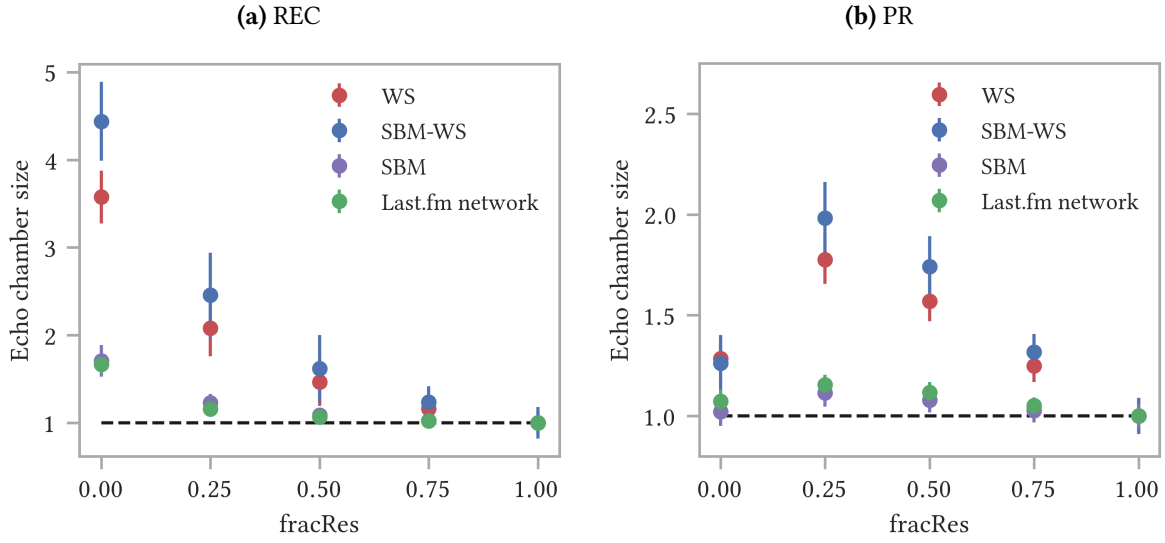 (a) REC
Echo chamber size
5
4
3
2
1
0.00 0.25 0.50 0.75 1.00
fracRes
WS
SBM-WS
SBM
Last.fm network
(b) PR
Echo chamber size
2.5
2.0
1.5
1.0
0.00 0.25 0.50 0.75 1.00
fracRes
WS
SBM-WS
SBM
Last.fm network